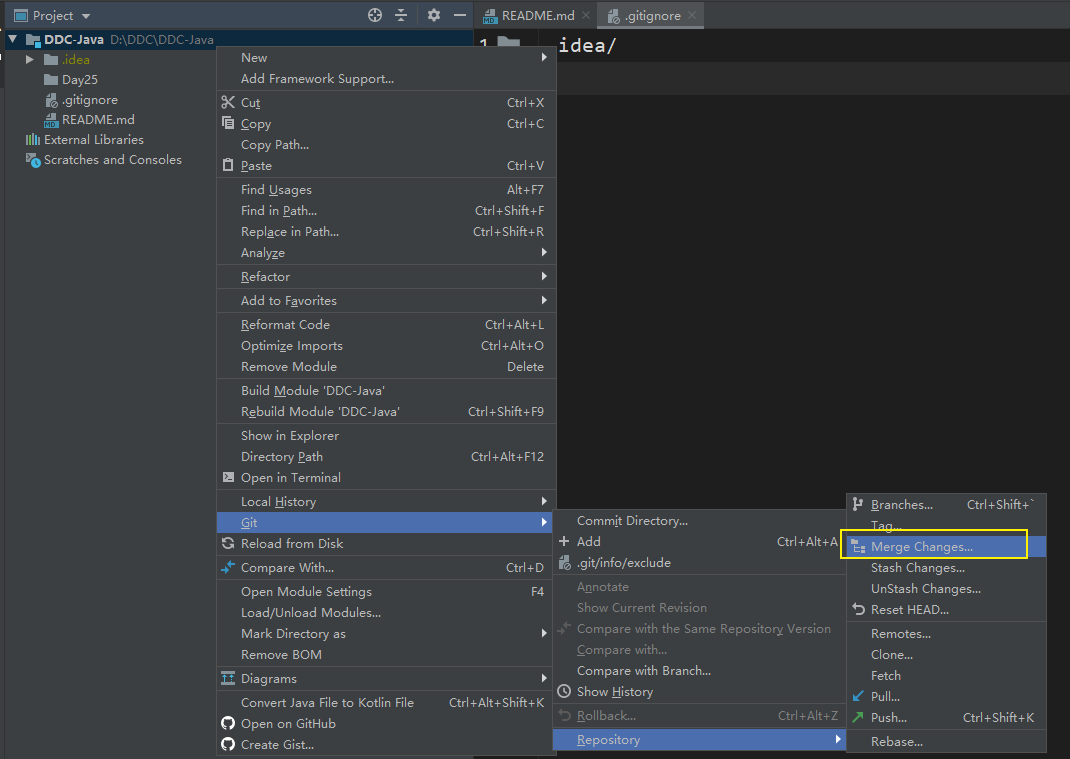 Project
README.md
.gitignore
DDC-Java D:\DDC\DDC-Java
.idea
Day25
.gitignore
README.md
External Libraries
Scratches and Consoles
1
idea/
New
Add Framework Support...
Cut Ctrl+X
Copy Ctrl+C
Copy Path...
Paste Ctrl+V
Find Usages Alt+F7
Find in Path... Ctrl+Shift+F
Replace in Path... Ctrl+Shift+R
Analyze
Refactor
Add to Favorites
Reformat Code Ctrl+Alt+L
Optimize Imports Ctrl+Alt+O
Remove Module Delete
Build Module 'DDC-Java'
Rebuild Module 'DDC-Java' Ctrl+Shift+F9
Show in Explorer
Directory Path Ctrl+Alt+F12
Open in Terminal
Local History
Git
Reload from Disk
Compare With... Ctrl+D
Open Module Settings F4
Load/Unload Modules...
Mark Directory as
Remove BOM
Diagrams
Convert Java File to Kotlin File Ctrl+Alt+Shift+K
Open on GitHub
Create Gist...
Commit Directory...
Add Ctrl+Alt+A
.git/info/exclude
Annotate
Show Current Revision
Compare with the Same Repository Version
Compare with...
Compare with Branch...
Show History
Rollback... Ctrl+Alt+Z
Repository
Branches... Ctrl+Shift+`
Tag...
Merge Changes...
Stash Changes...
UnStash Changes...
Reset HEAD...
Remotes...
Clone...
Fetch
Pull...
Push... Ctrl+Shift+K
Rebase...